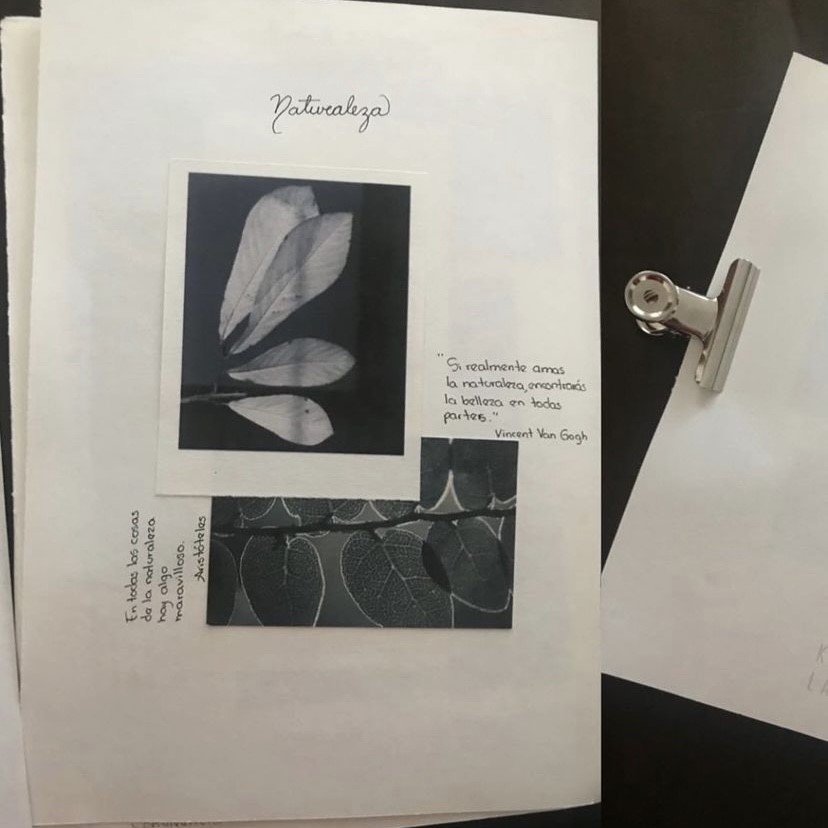 Naturaleza
"Si realmente amas
la naturaleza, encontrarás
la belleza en todas
partes."
Vincent Van Gogh
En todas las cosas
de la naturaleza
hay algo
maravilloso.
Aristóteles